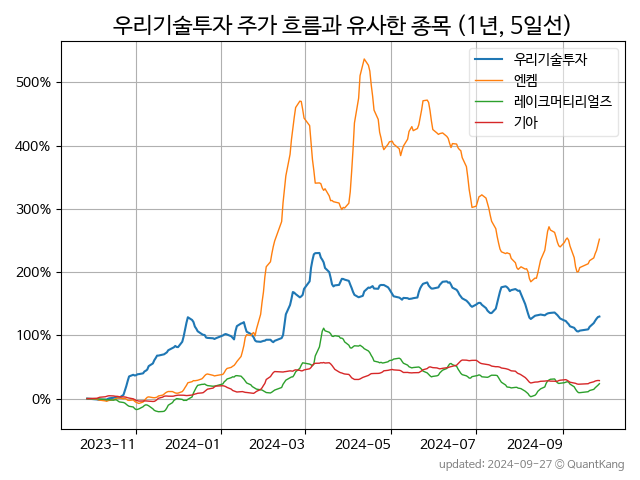 우리기술투자 주가 흐름과 유사한 종목 (1년, 5일선)
우리기술투자
엔켐
레이크머티리얼즈
기아
500%
400%
300%
200%
100%
0%
2023-11
2024-01
2024-03
2024-05
2024-07
2024-09
updated: 2024-09-27 © QuantKang